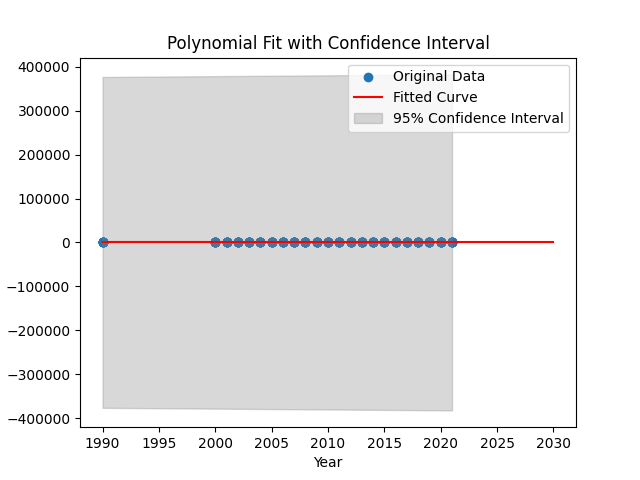 Polynomial Fit with Confidence Interval
400000
300000
200000
100000
0
−100000
−200000
−300000
−400000
Original Data
Fitted Curve
95% Confidence Interval
1990 1995 2000 2005 2010 2015 2020 2025 2030
Year